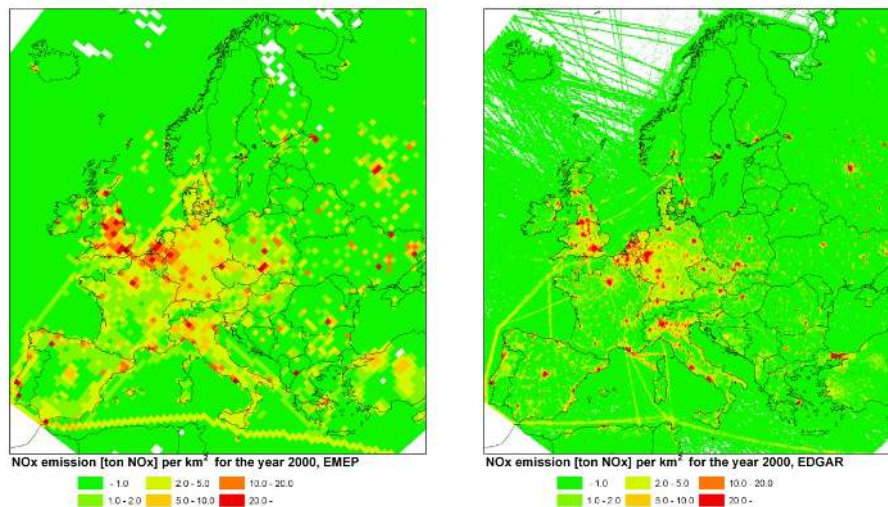 NOx emission [ton NOx] per km2 for the year 2000, EMEP
- 1.0 2.0 - 5.0 10.0 - 20.0
1.0 - 2.0 5.0 - 10.0 20.0 -
NOx emission [ton NOx] per km2 for the year 2000, EDGAR
- 1.0 2.0 - 5.0 10.0 - 20.0
1.0 - 2.0 5.0 - 10.0 20.0 -